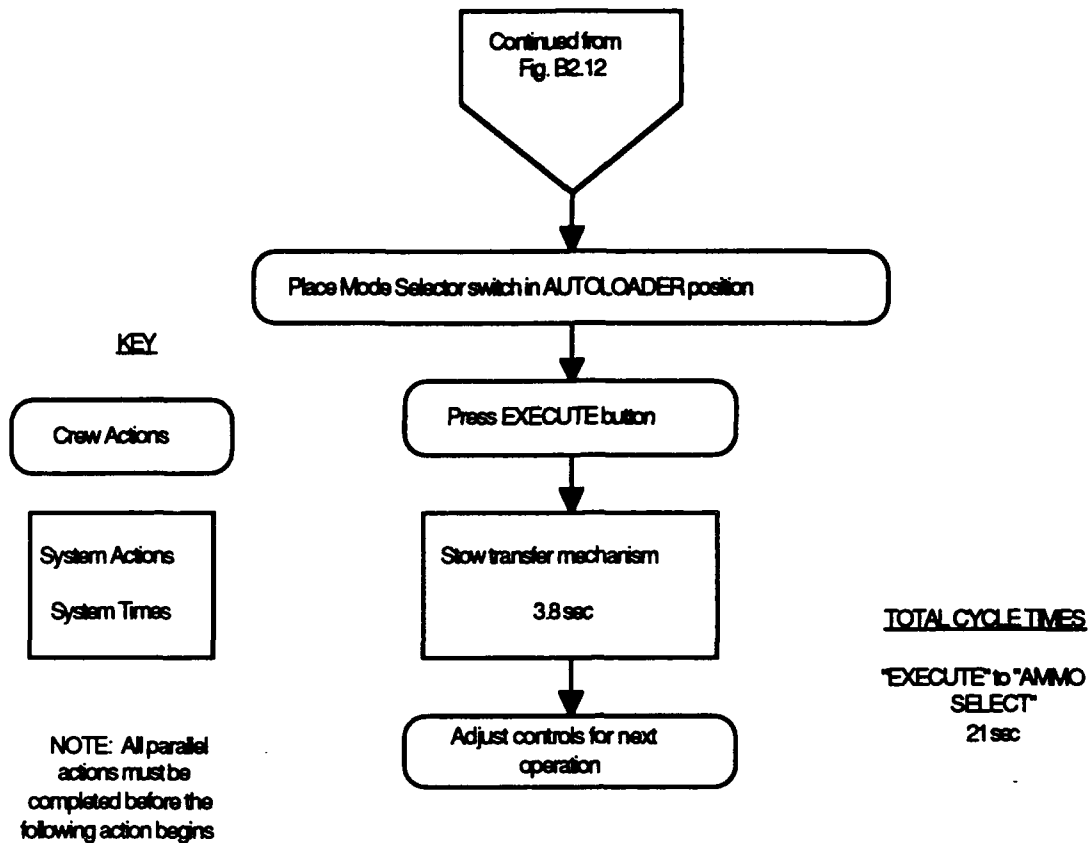 Continued from
Fig. B2.12
Place Mode Selector switch in AUTOLOADER position
KEY
Press EXECUTE button
Crew Actions
System Actions
System Times
Stow transfer mechanism
3.8 sec
TOTAL CYCLE TIMES
"EXECUTE" to "AMMO
SELECT"
21 sec
Adjust controls for next
operation
NOTE: All parallel
actions must be
completed before the
following action begins